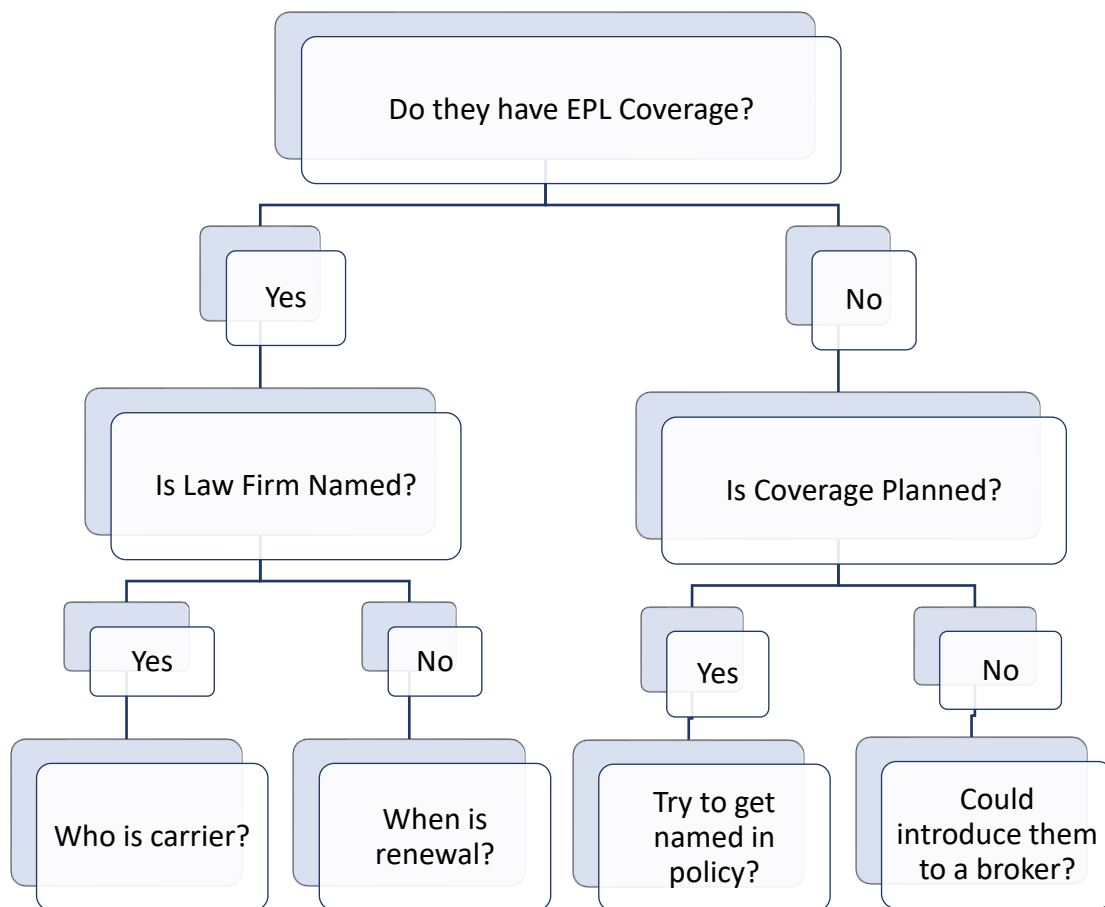 Do they have EPL Coverage?
Yes
No
Is Law Firm Named?
Is Coverage Planned?
Yes
No
Yes
No
Who is carrier?
When is
renewal?
Try to get
named in
policy?
Could
introduce them
to a broker?